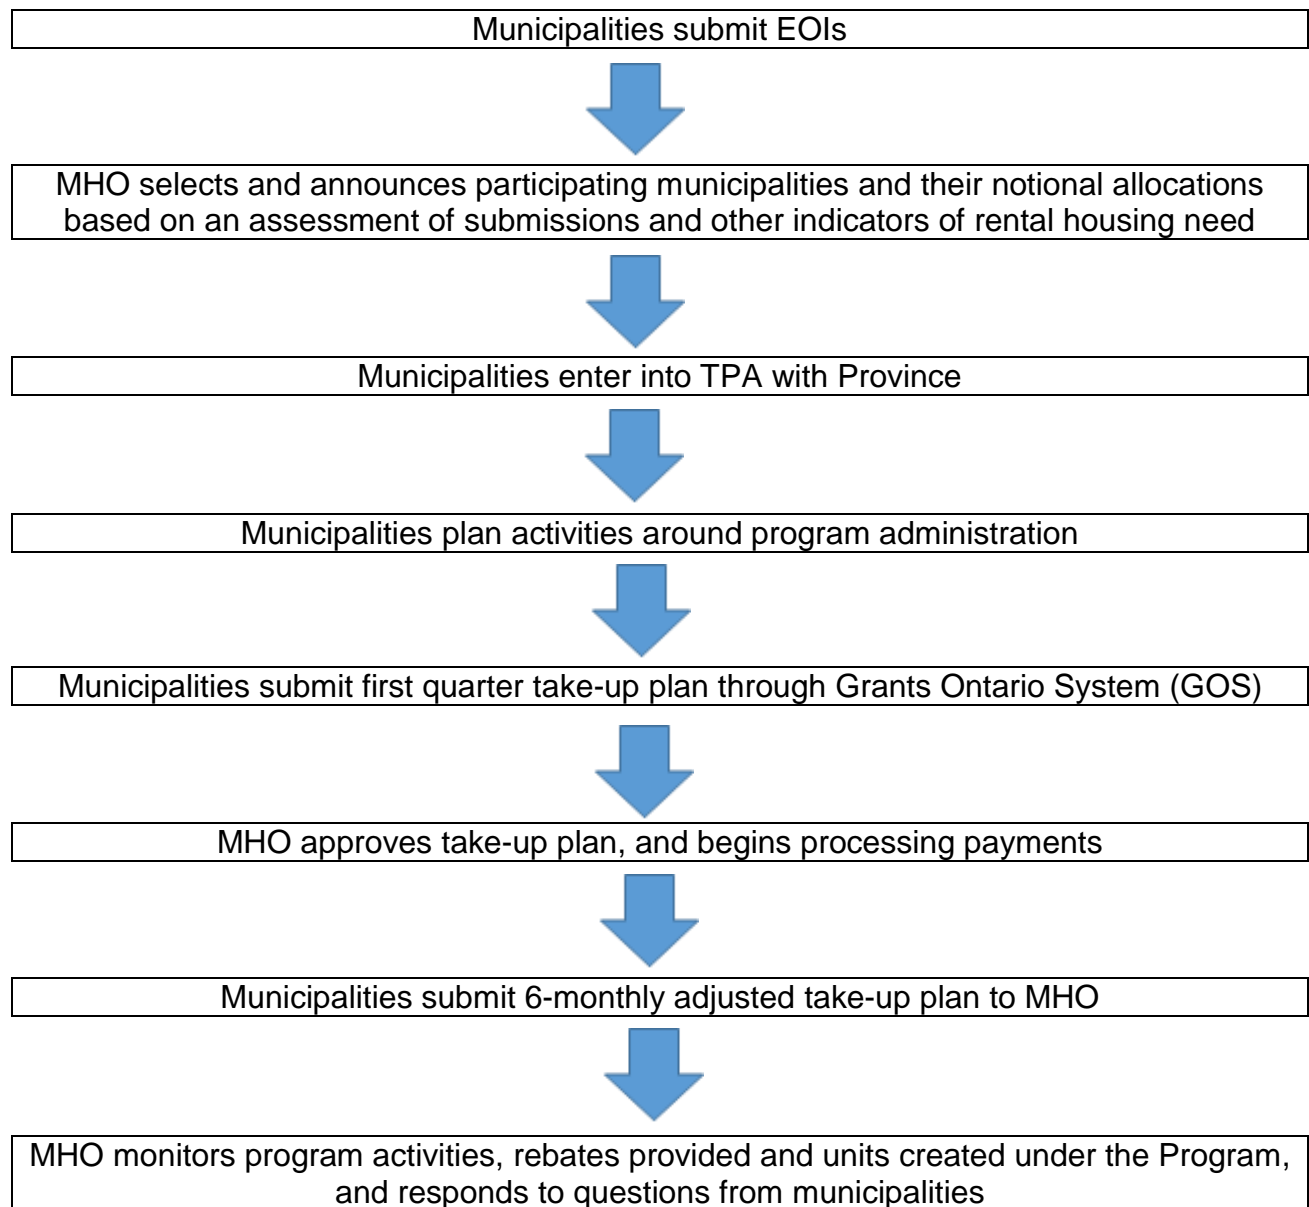 Municipalities submit EOIs
MHO selects and announces participating municipalities and their notional allocations
based on an assessment of submissions and other indicators of rental housing need
Municipalities enter into TPA with Province
Municipalities plan activities around program administration
Municipalities submit first quarter take-up plan through Grants Ontario System (GOS)
MHO approves take-up plan, and begins processing payments
Municipalities submit 6-monthly adjusted take-up plan to MHO
MHO monitors program activities, rebates provided and units created under the Program,
and responds to questions from municipalities